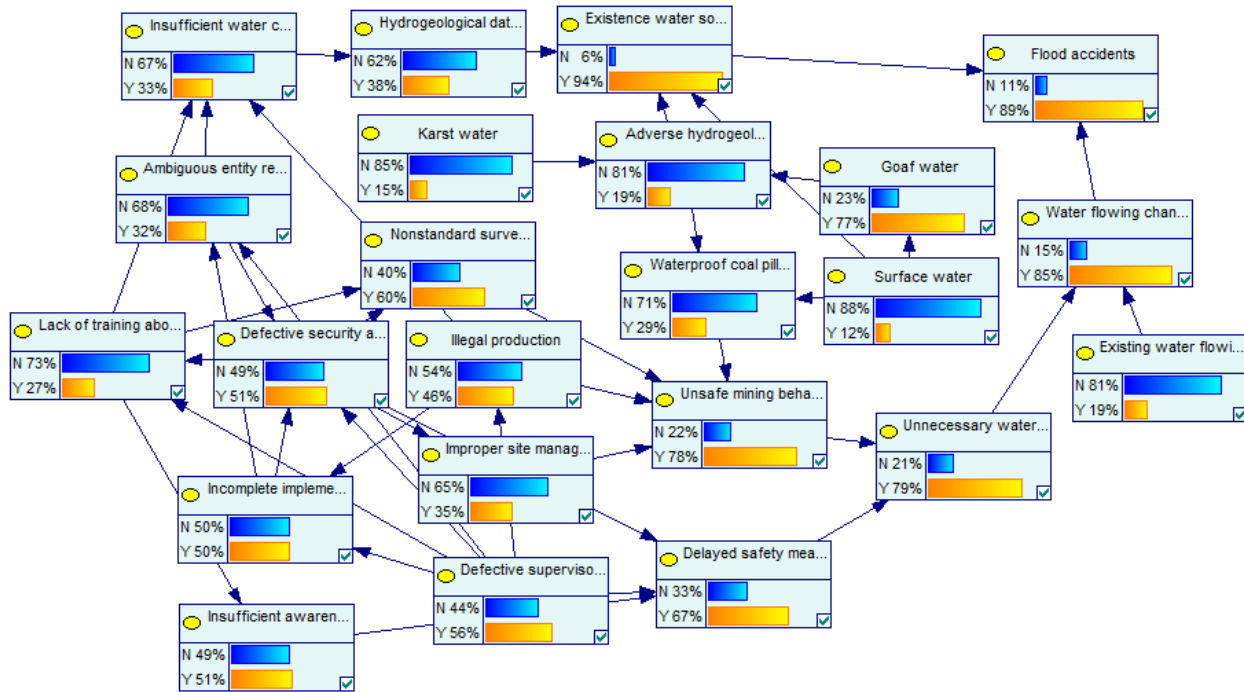 Insufficient water c...
N 67%
Y 33%
Hydrogeological dat...
N 62%
Y 38%
Existence water so...
N 6%
Y 94%
Flood accidents
N 11%
Y 89%
Karst water
N 85%
Y 15%
Adverse hydrogeol...
N 81%
Y 19%
Goaf water
N 23%
Y 77%
Ambiguous entity re...
N 68%
Y 32%
Nonstandard surve...
N 40%
Y 60%
Waterproof coal pill...
N 71%
Y 29%
Surface water
N 88%
Y 12%
Water flowing chan...
N 15%
Y 85%
Lack of training abo...
N 73%
Y 27%
Defective security a...
N 49%
Y 51%
Illegal production
N 54%
Y 46%
Existing water flowi...
N 81%
Y 19%
Unsafe mining beha...
N 22%
Y 78%
Unnecessary water...
N 21%
Y 79%
Improper site manag...
N 65%
Y 35%
Incomplete impleme...
N 50%
Y 50%
Defective superviso...
N 44%
Y 56%
Delayed safety mea...
N 33%
Y 67%
Insufficient awaren...
N 49%
Y 51%